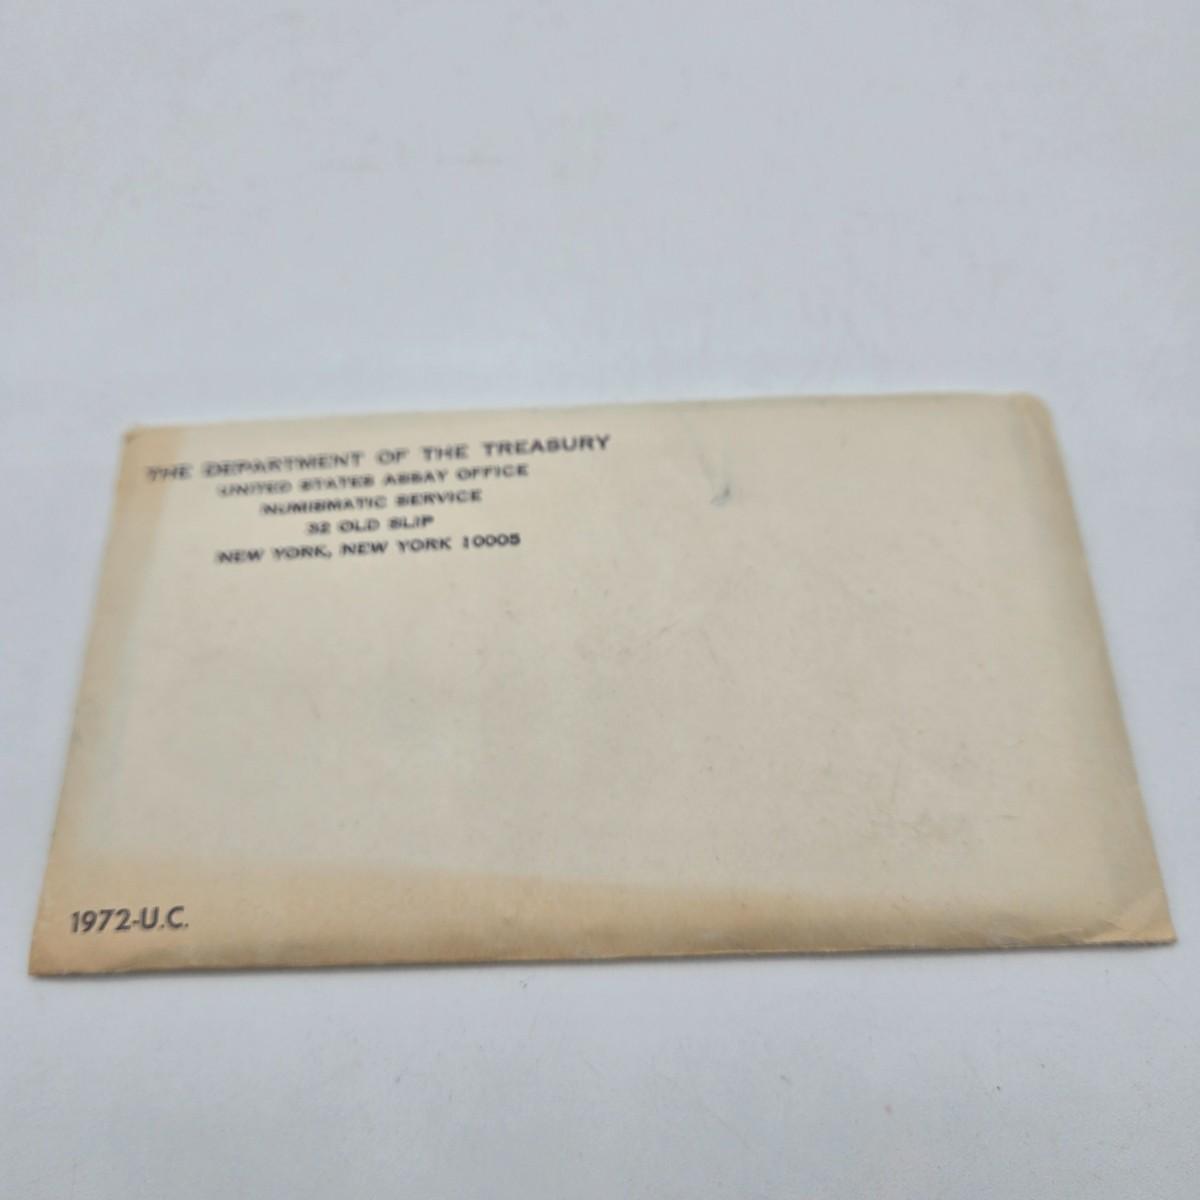 THE DEPARTMENT OF THE TREASURY
UNITED STATES ASSAY OFFICE
NUMISMATIC SERVICE
32 OLD SLIP
NEW YORK, NEW YORK 10005
1972-U.C.